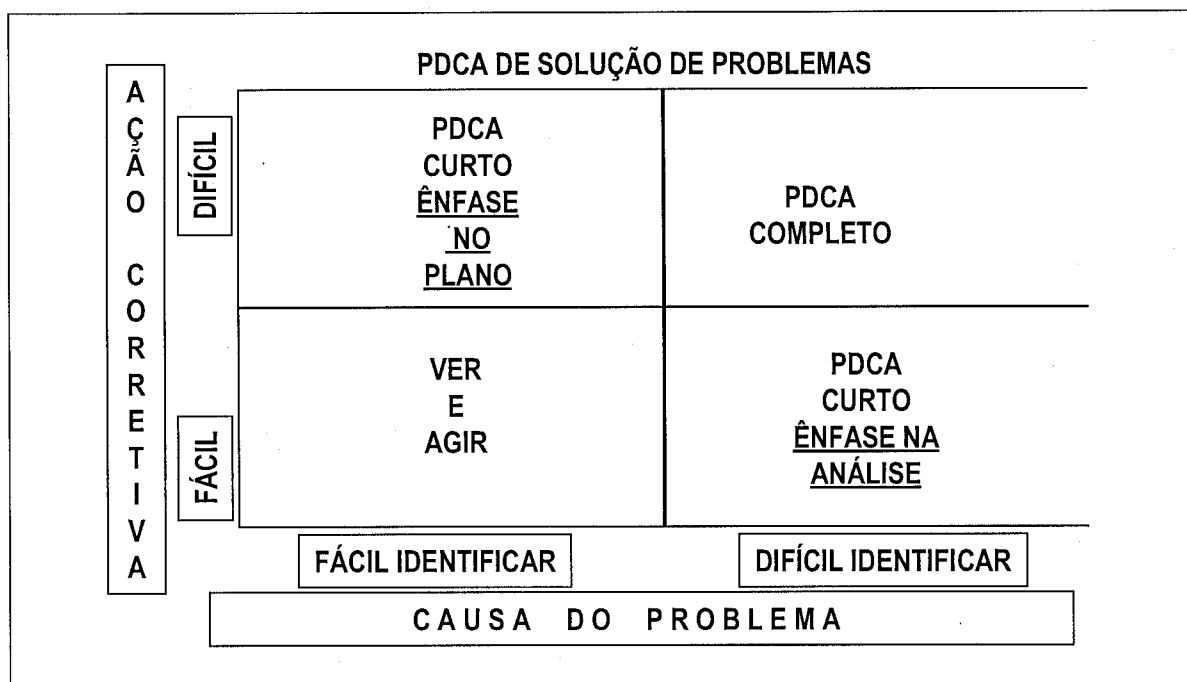 PDCA DE SOLUÇÃO DE PROBLEMAS
AÇÃO CORRETIVA
DIFÍCIL
PDCA
CURTO
ÊNFASE
NO
PLANO
PDCA
COMPLETO
FÁCIL
VER
E
AGIR
PDCA
CURTO
ÊNFASE NA
ANÁLISE
FÁCIL IDENTIFICAR
DIFÍCIL IDENTIFICAR
CAUSA DO PROBLEMA